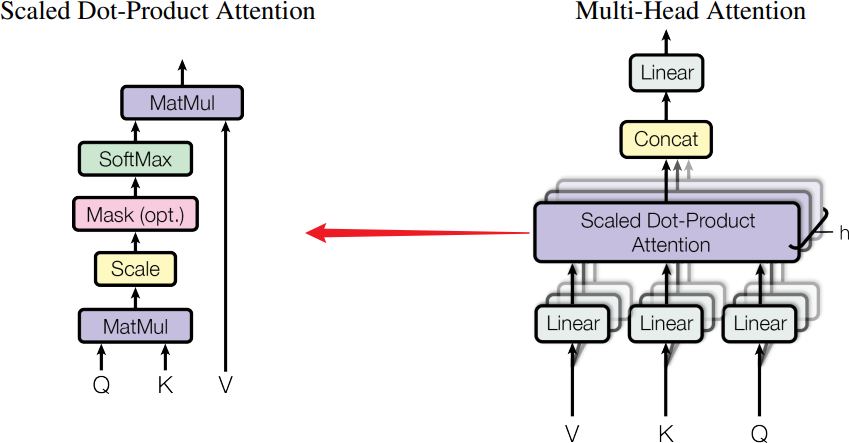 Scaled Dot-Product Attention
MatMul
SoftMax
Mask (opt.)
Scale
MatMul
Q K V
Multi-Head Attention
Linear
Concat
Scaled Dot-Product
Attention
h
Linear Linear Linear
V K Q